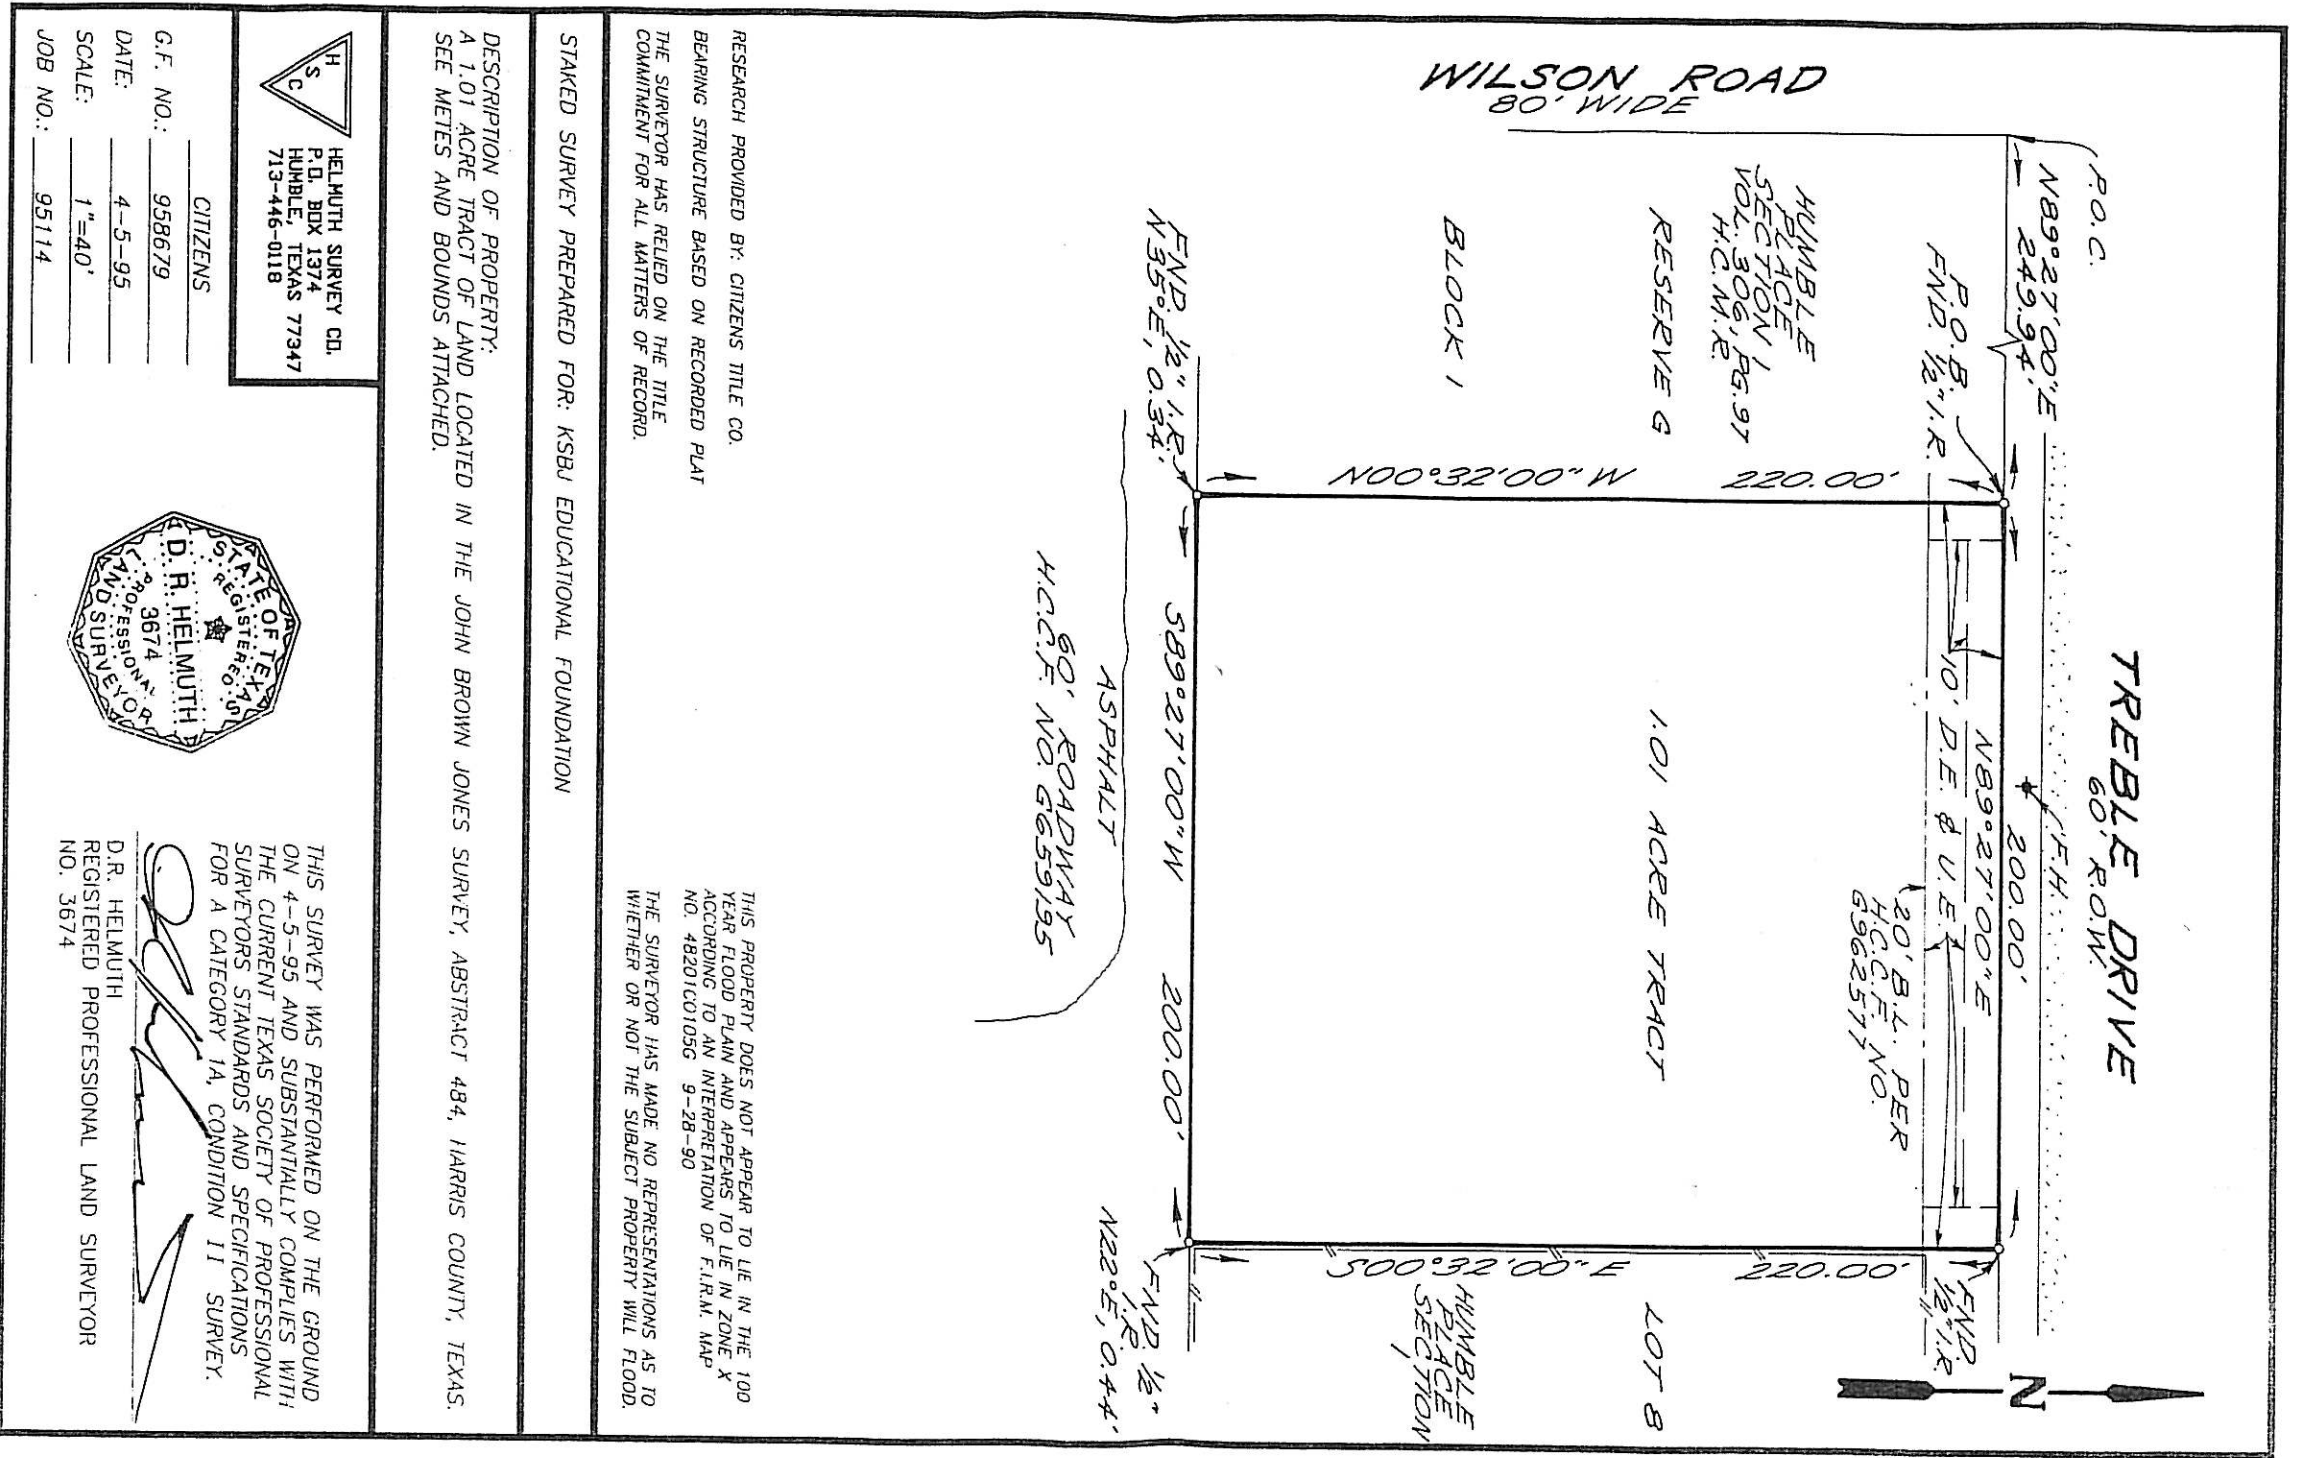 TREBLE DRIVE
60' R.O.W.
P.O.C.
N89°27'00"E
249.94'
F.H.
200.00'
N89°27'00"E
P.O.B.
FND. 1/2" I.R.
10' D.E. & U.E.
20' B.L. PER
H.C.C.F. NO.
G962577
FND.
1/2" I.R.
N
WILSON ROAD
80' WIDE
HUMBLE
PLACE
SECTION 1
VOL. 306, PG. 97
H.C.M.R.
RESERVE G
BLOCK 1
N00°32'00"W 220.00'
1.01 ACRE TRACT
S00°32'00"E 220.00'
LOT 8
HUMBLE
PLACE
SECTION
1
FND. 1/2" I.R.
N35°E, 0.34'
S89°27'00"W 200.00'
FND. 1/2"
I.R.
N22°E, 0.44'
ASPHALT
60' ROADWAY
H.C.C.F. NO. G659195
RESEARCH PROVIDED BY: CITIZENS TITLE CO.
BEARING STRUCTURE BASED ON RECORDED PLAT
THE SURVEYOR HAS RELIED ON THE TITLE
COMMITMENT FOR ALL MATTERS OF RECORD.
THIS PROPERTY DOES NOT APPEAR TO LIE IN THE 100
YEAR FLOOD PLAIN AND APPEARS TO LIE IN ZONE X
ACCORDING TO AN INTERPRETATION OF F.I.R.M. MAP
NO. 48201C0105G 9-28-90
THE SURVEYOR HAS MADE NO REPRESENTATIONS AS TO
WHETHER OR NOT THE SUBJECT PROPERTY WILL FLOOD.
STAKED SURVEY PREPARED FOR: KSBJ EDUCATIONAL FOUNDATION
DESCRIPTION OF PROPERTY:
A 1.01 ACRE TRACT OF LAND LOCATED IN THE JOHN BROWN JONES SURVEY, ABSTRACT 484, HARRIS COUNTY, TEXAS.
SEE METES AND BOUNDS ATTACHED.
H S C
HELMUTH SURVEY CO.
P.O. BOX 1374
HUMBLE, TEXAS 77347
713-446-0118
CITIZENS
G.F. NO.: 958679
DATE: 4-5-95
SCALE: 1"=40'
JOB NO.: 95114
STATE OF TEXAS
REGISTERED
D. R. HELMUTH
3674
PROFESSIONAL
LAND SURVEYOR
THIS SURVEY WAS PERFORMED ON THE GROUND
ON 4-5-95 AND SUBSTANTIALLY COMPLIES WITH
THE CURRENT TEXAS SOCIETY OF PROFESSIONAL
SURVEYORS STANDARDS AND SPECIFICATIONS
FOR A CATEGORY 1A, CONDITION II SURVEY.
D.R. HELMUTH
REGISTERED PROFESSIONAL LAND SURVEYOR
NO. 3674